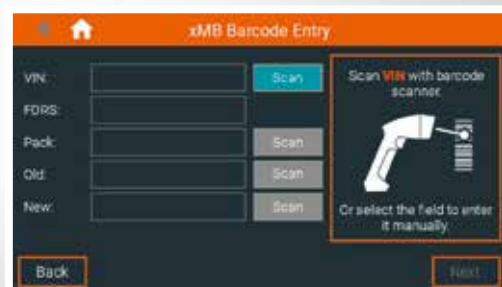 xMB Barcode Entry
VIN:
Scan
FDRS:
Pack:
Scan
Old:
Scan
New:
Scan
Scan VIN with barcode
scanner.
Or select the field to enter
it manually.
Back
Next